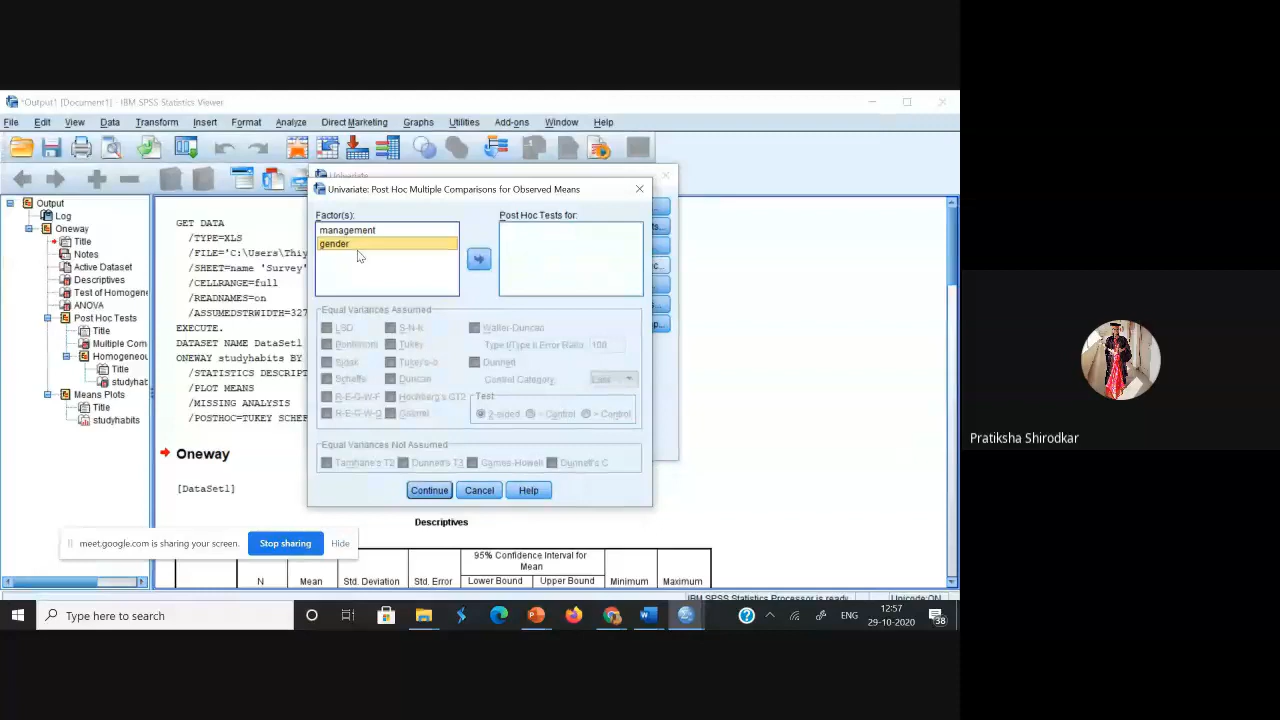 *Output1 [Document1] - IBM SPSS Statistics Viewer
File Edit View Data Transform Insert Format Analyze Direct Marketing Graphs Utilities Add-ons Window Help
Univariate
Univariate: Post Hoc Multiple Comparisons for Observed Means
Factor(s):
management
gender
Post Hoc Tests for:
Equal Variances Assumed
LSD S-N-K Waller-Duncan
Bonferroni Tukey Type I/Type II Error Ratio: 100
Sidak Tukey's-b Dunnett
Scheffe Duncan Control Category: Last
R-E-G-W-F Hochberg's GT2 Test
R-E-G-W-Q Gabriel 2-sided < Control > Control
Equal Variances Not Assumed
Tamhane's T2 Dunnett's T3 Games-Howell Dunnett's C
Continue Cancel Help
Output
Log
Oneway
Title
Notes
Active Dataset
Descriptives
Test of Homogene
ANOVA
Post Hoc Tests
Title
Multiple Com
Homogeneou
Title
studyhab
Means Plots
Title
studyhabits
GET DATA
/TYPE=XLS
/FILE='C:\Users\Thiy
/SHEET=name 'Survey'
/CELLRANGE=full
/READNAMES=on
/ASSUMEDSTRWIDTH=327
EXECUTE.
DATASET NAME DataSet1
ONEWAY studyhabits BY
/STATISTICS DESCRIPT
/PLOT MEANS
/MISSING ANALYSIS
/POSTHOC=TUKEY SCHEF
Oneway
[DataSet1]
Descriptives
N Mean Std. Deviation Std. Error 95% Confidence Interval for Mean Minimum Maximum
Lower Bound Upper Bound
meet.google.com is sharing your screen. Stop sharing Hide
IBM SPSS Statistics Processor is ready Unicode:ON
Type here to search
ENG
12:57
29-10-2020
38
Pratiksha Shirodkar